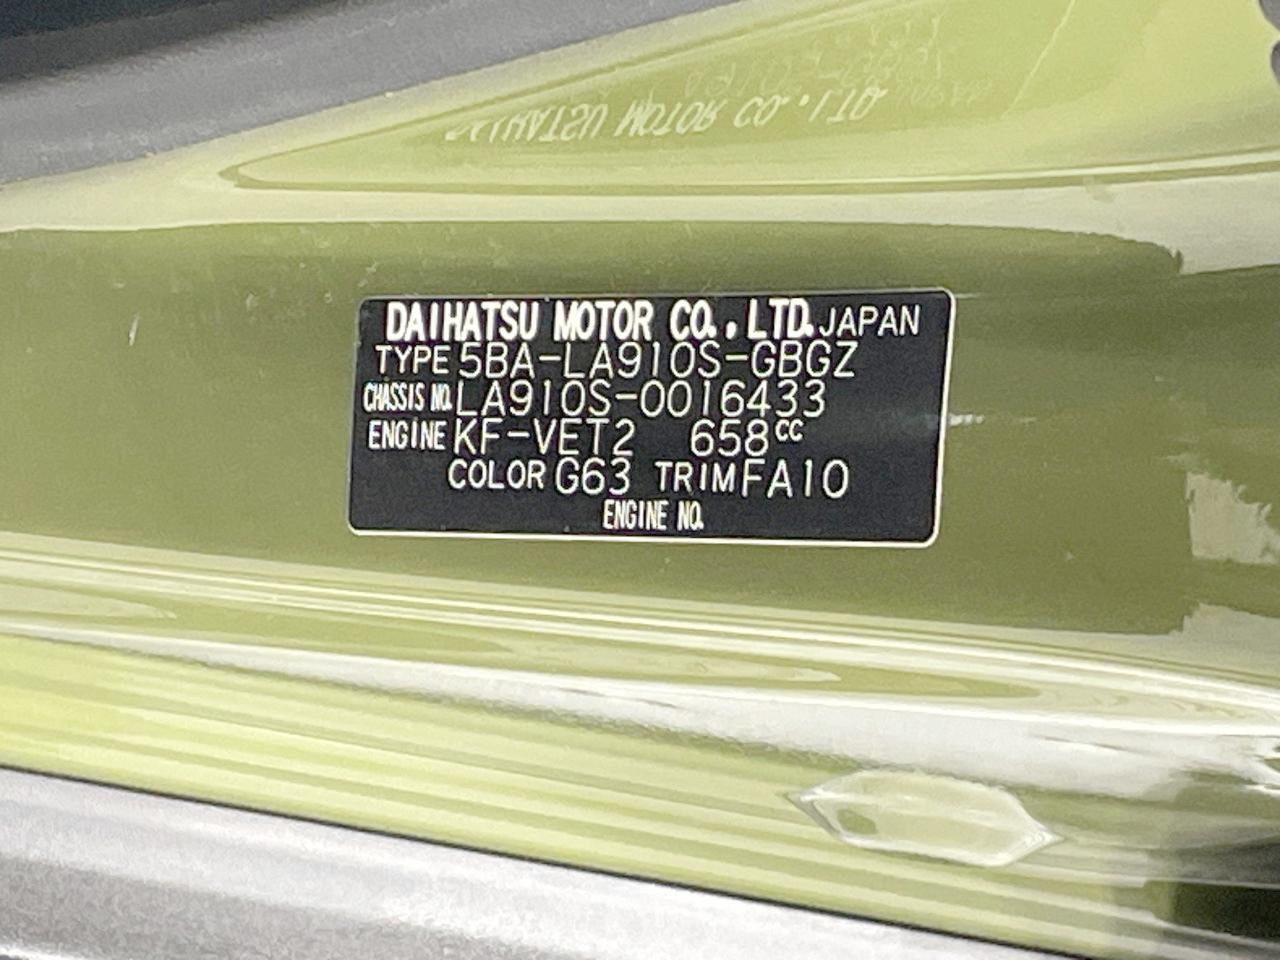 DAIHATSU MOTOR CO., LTD. JAPAN
TYPE 5BA-LA910S-GBGZ
CHASSIS NO. LA910S-0016433
ENGINE KF-VET2 658cc
COLOR G63 TRIM FA10
ENGINE NO.